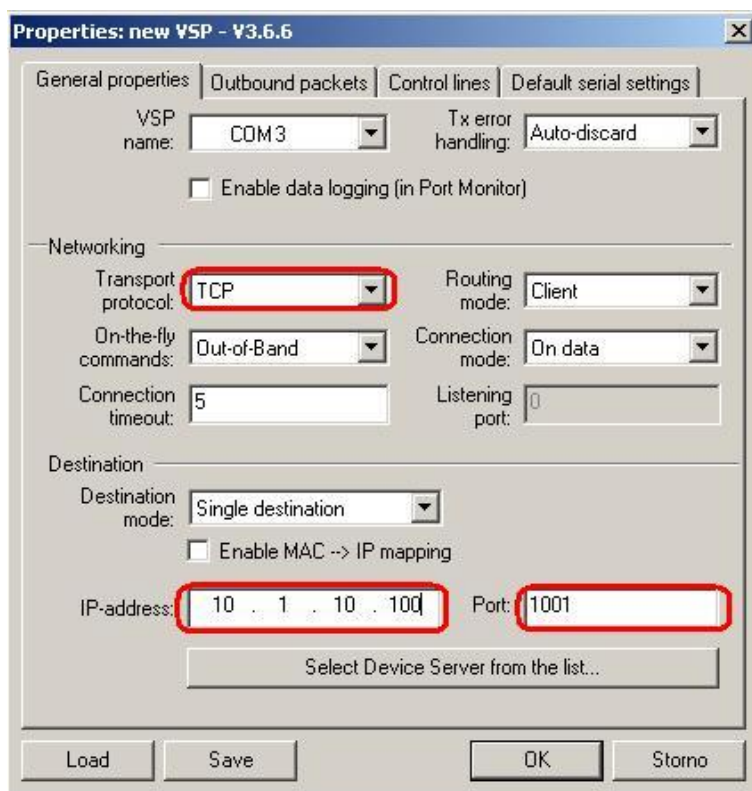 Properties: new VSP - V3.6.6
General properties Outbound packets Control lines Default serial settings
VSP name: COM3 Tx error handling: Auto-discard
Enable data logging (in Port Monitor)
Networking
Transport protocol: TCP Routing mode: Client
On-the-fly commands: Out-of-Band Connection mode: On data
Connection timeout: 5 Listening port: 0
Destination
Destination mode: Single destination
Enable MAC --> IP mapping
IP-address: 10 . 1 . 10 . 100 Port: 1001
Select Device Server from the list...
Load Save OK Storno